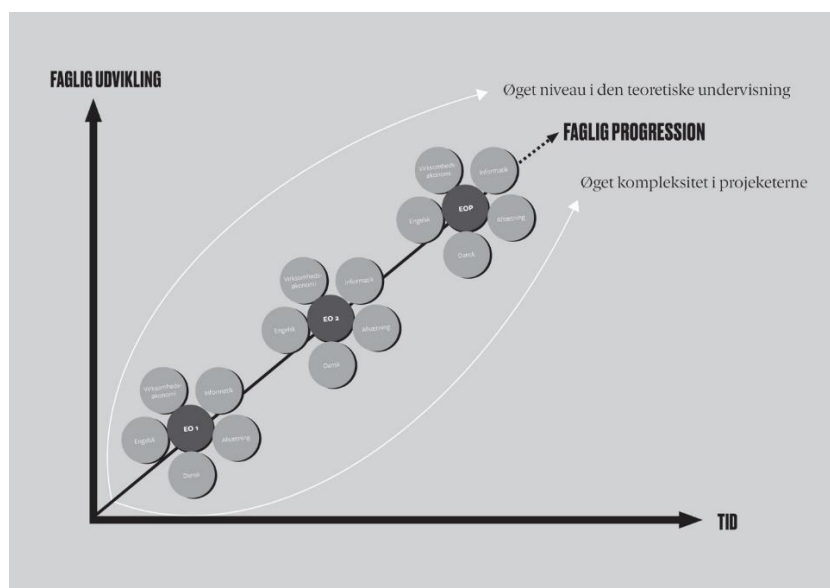 FAGLIG UDVIKLING
Øget niveau i den teoretiske undervisning
FAGLIG PROGRESSION
Øget kompleksitet i projeketerne
Virksomheds
økonomi
Informatik
Engelsk
EOP
Afsætning
Dansk
Virksomheds
økonomi
Informatik
Engelsk
EO 2
Afsætning
Dansk
Virksomheds
økonomi
Informatik
Engelsk
EO 1
Afsætning
Dansk
TID